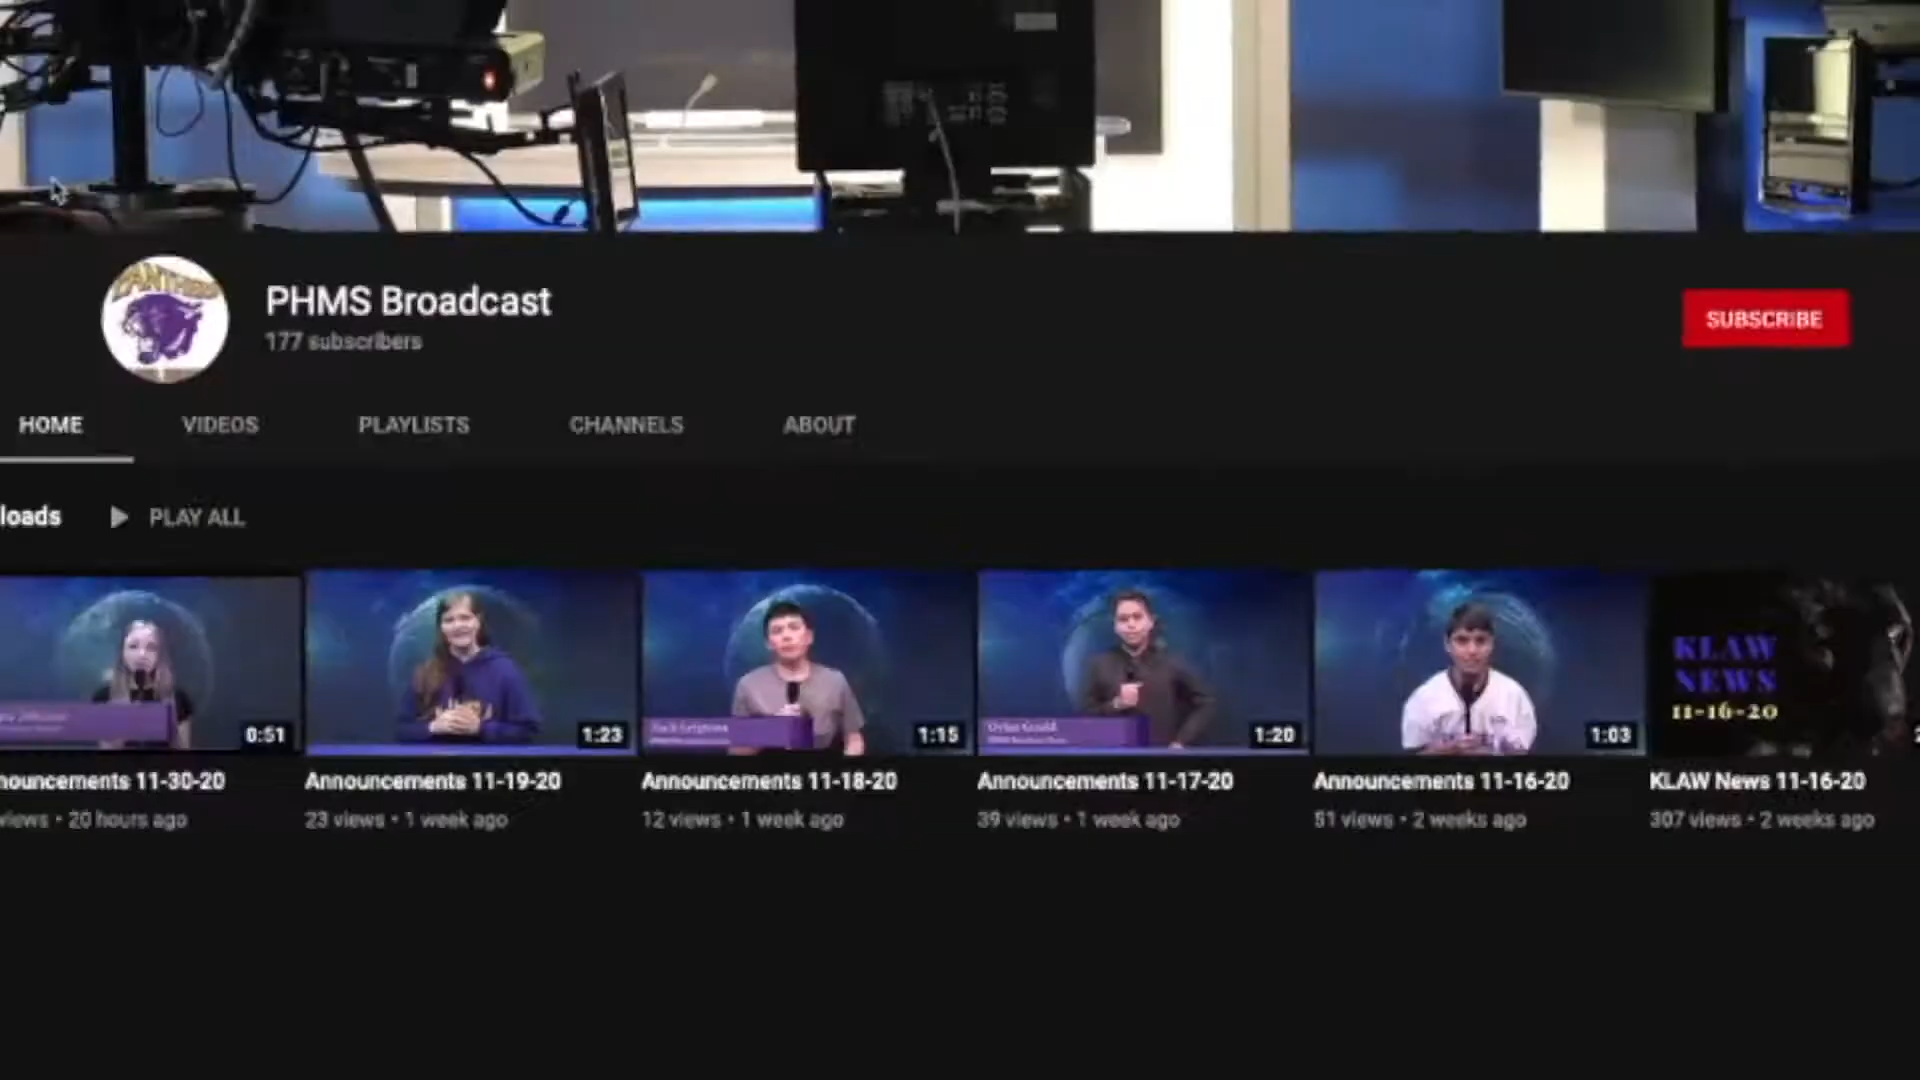 PANTHERS
PHMS Broadcast
177 subscribers
SUBSCRIBE
HOME
VIDEOS
PLAYLISTS
CHANNELS
ABOUT
loads
PLAY ALL
0:51
1:23
1:15
1:20
1:03
KLAW
NEWS
11-16-20
nouncements 11-30-20
views • 20 hours ago
Announcements 11-19-20
23 views • 1 week ago
Announcements 11-18-20
12 views • 1 week ago
Announcements 11-17-20
39 views • 1 week ago
Announcements 11-16-20
51 views • 2 weeks ago
KLAW News 11-16-20
307 views • 2 weeks ago